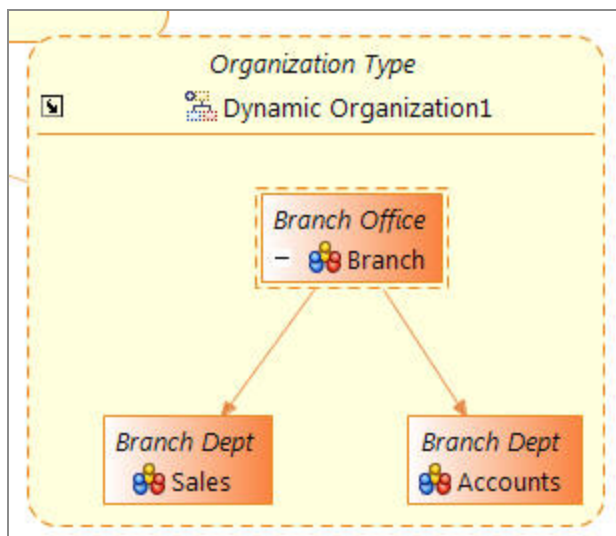 Organization Type
Dynamic Organization1
Branch Office
Branch
Branch Dept
Sales
Branch Dept
Accounts